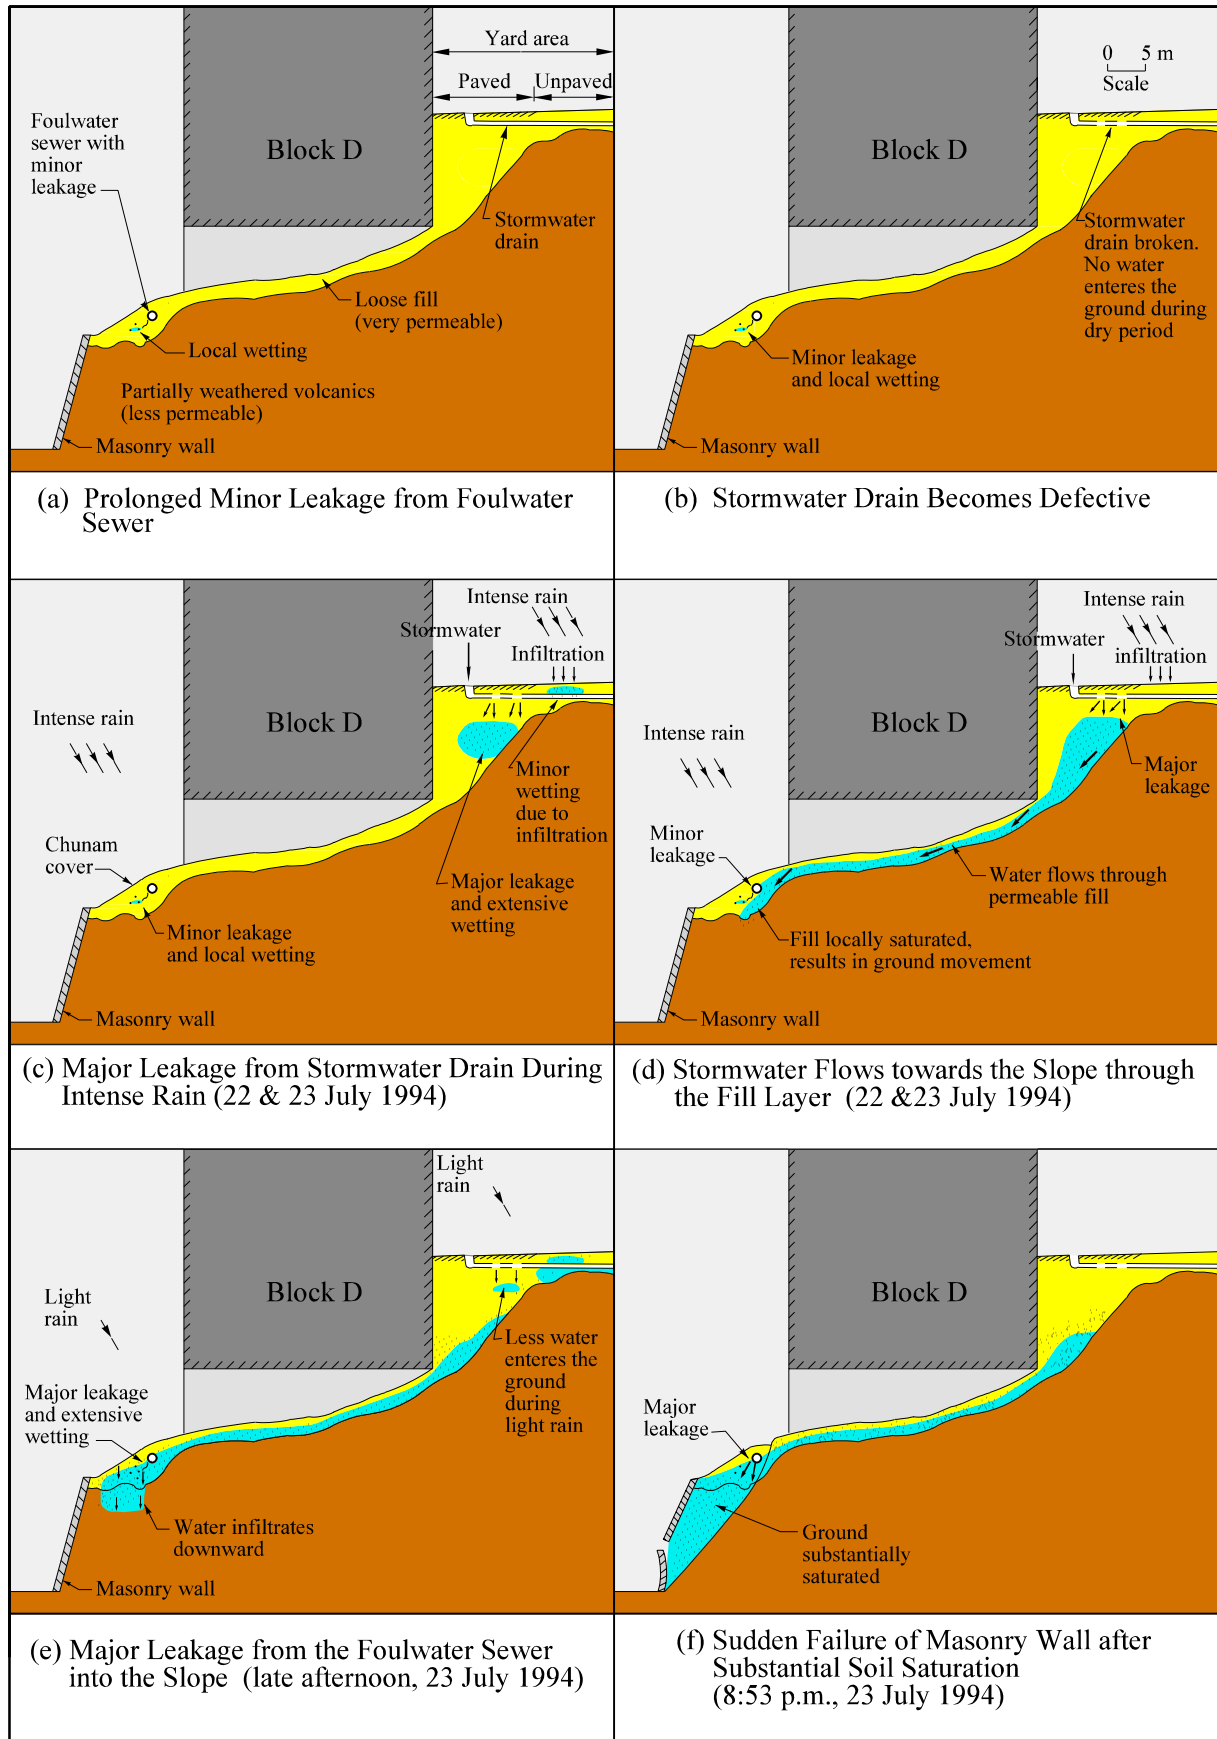 Yard area
Paved
Unpaved
Foulwater
sewer with
minor
leakage
Block D
Stormwater
drain
Loose fill
(very permeable)
Local wetting
Partially weathered volcanics
(less permeable)
Masonry wall
(a) Prolonged Minor Leakage from Foulwater
Sewer
0 5 m
Scale
Block D
Stormwater
drain broken.
No water
enteres the
ground during
dry period
Minor leakage
and local wetting
Masonry wall
(b) Stormwater Drain Becomes Defective
Intense rain
Stormwater
Infiltration
Intense rain
Block D
Minor
wetting
due to
infiltration
Chunam
cover
Major leakage
and extensive
wetting
Minor leakage
and local wetting
Masonry wall
(c) Major Leakage from Stormwater Drain During
Intense Rain (22 & 23 July 1994)
Intense rain
Stormwater
infiltration
Intense rain
Block D
Major
leakage
Minor
leakage
Water flows through
permeable fill
Fill locally saturated,
results in ground movement
Masonry wall
(d) Stormwater Flows towards the Slope through
the Fill Layer (22 &23 July 1994)
Light
rain
Block D
Light
rain
Less water
enteres the
ground
during
light rain
Major leakage
and extensive
wetting
Water infiltrates
downward
Masonry wall
(e) Major Leakage from the Foulwater Sewer
into the Slope (late afternoon, 23 July 1994)
Block D
Major
leakage
Ground
substantially
saturated
(f) Sudden Failure of Masonry Wall after
Substantial Soil Saturation
(8:53 p.m., 23 July 1994)